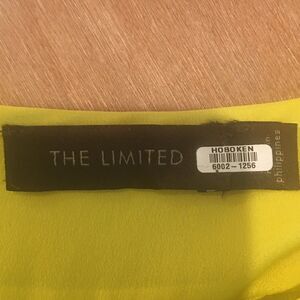 THE LIMITED
HOBOKEN
6002-1256
philippines